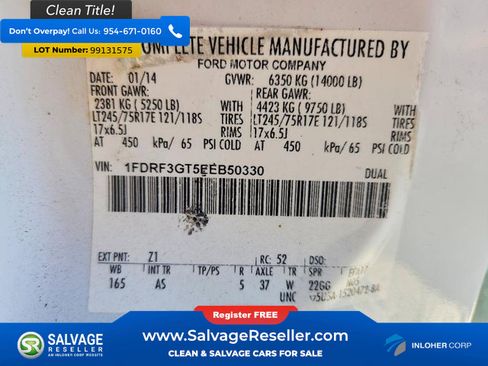 Clean Title!
Don't Overpay! Call Us: 954-671-0160
LOT Number: 99131575
OMPLETE VEHICLE MANUFACTURED BY
FORD MOTOR COMPANY
DATE: 01/14 GVWR: 6350 KG (14000 LB)
FRONT GAWR: REAR GAWR:
2381 KG (5250 LB) WITH 4423 KG (9750 LB) WITH
LT245/75R17E 121/118S TIRES LT245/75R17E 121/118S TIRES
17x6.5J RIMS 17x6.5J RIMS
AT 450 kPa/ 65 PSI COLD AT 450 kPa/ 65 PSI COLD
VIN: 1FDRF3GT5EEB50330 DUAL
EXT PNT: Z1 RC: 52 DSO:
WB INT TR TP/PS R AXLE TR SPR
165 AS 5 37 W 22GG
UNC
Register FREE!
SALVAGE RESELLER
AN INLOHER CORP WEBSITE
www.SalvageReseller.com
CLEAN & SALVAGE CARS FOR SALE
INLOHER CORP